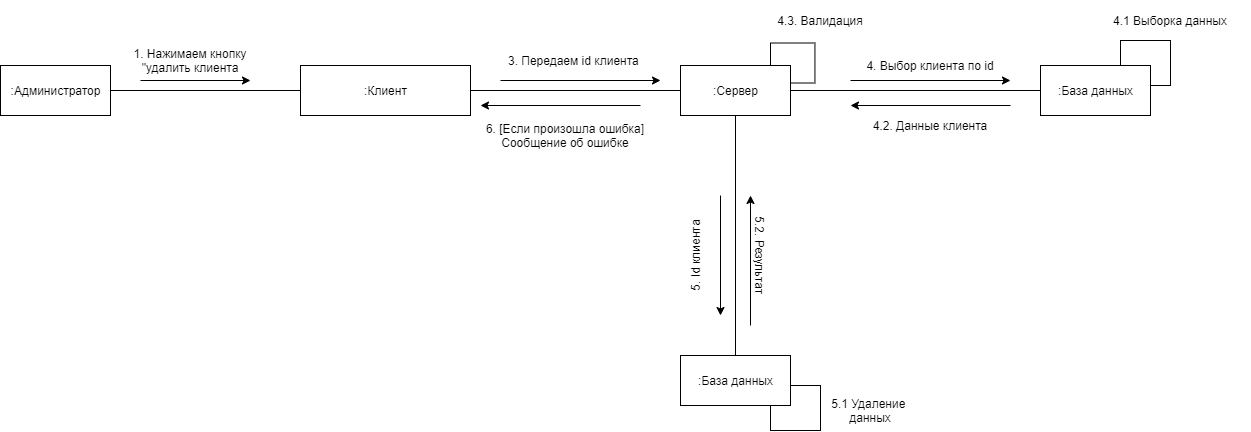 4.3. Валидация
4.1 Выборка данных
1. Нажимаем кнопку
"удалить клиента
3. Передаем id клиента
4. Выбор клиента по id
:Администратор
:Клиент
:Сервер
:База данных
6. [Если произошла ошибка]
Сообщение об ошибке
4.2. Данные клиента
5. Id клиента
5.2. Результат
:База данных
5.1 Удаление
данных